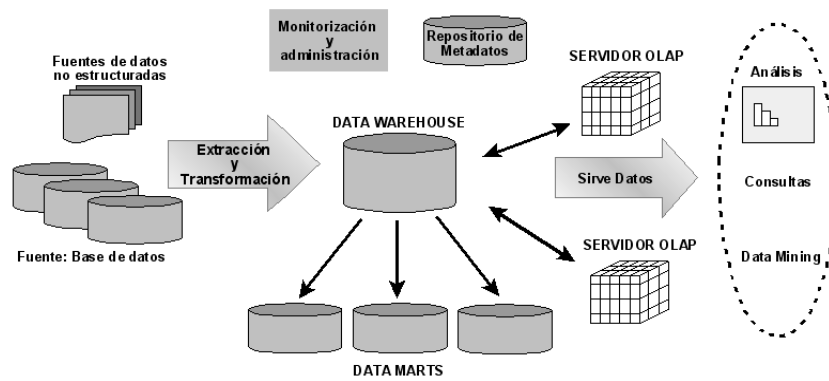 Monitorización
y
administración
Repositorio de
Metadatos
Fuentes de datos
no estructuradas
SERVIDOR OLAP
Análisis
DATA WAREHOUSE
Extracción
y
Transformación
Sirve Datos
Consultas
Fuente: Base de datos
SERVIDOR OLAP
Data Mining
DATA MARTS